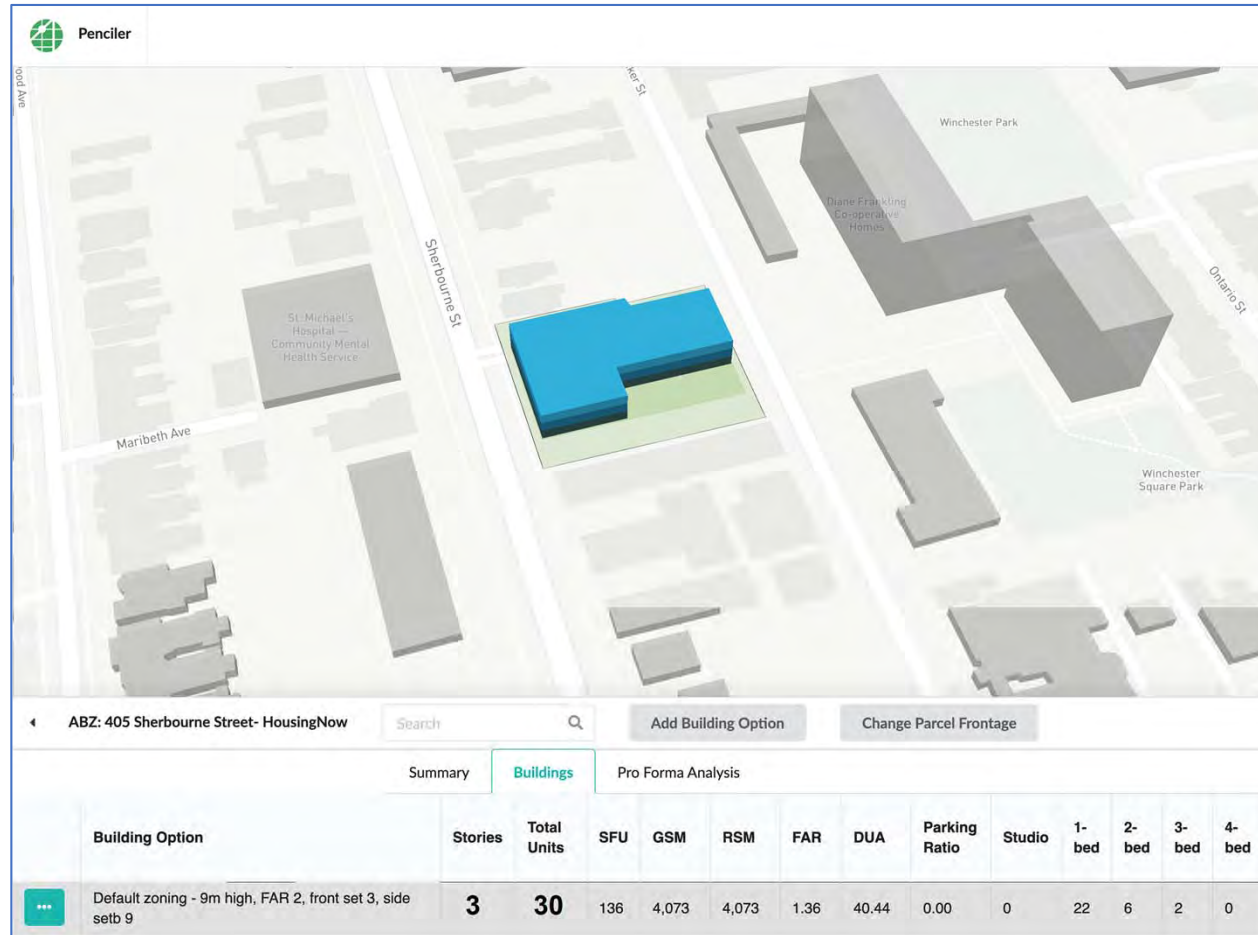 Penciler
ood Ave
ker St
Winchester Park
Diane Frankling
Co-operative
Homes
Sherbourne St
Ontario St
St-Michael's
Hospital —
Community Mental
Health Service
Maribeth Ave
Winchester
Square Park
ABZ: 405 Sherbourne Street- HousingNow Search Add Building Option Change Parcel Frontage
Summary Buildings Pro Forma Analysis
Building Option Stories Total Units SFU GSM RSM FAR DUA Parking Ratio Studio 1-bed 2-bed 3-bed 4-bed
Default zoning - 9m high, FAR 2, front set 3, side 3 30 136 4,073 4,073 1.36 40.44 0.00 0 22 6 2 0
setb 9